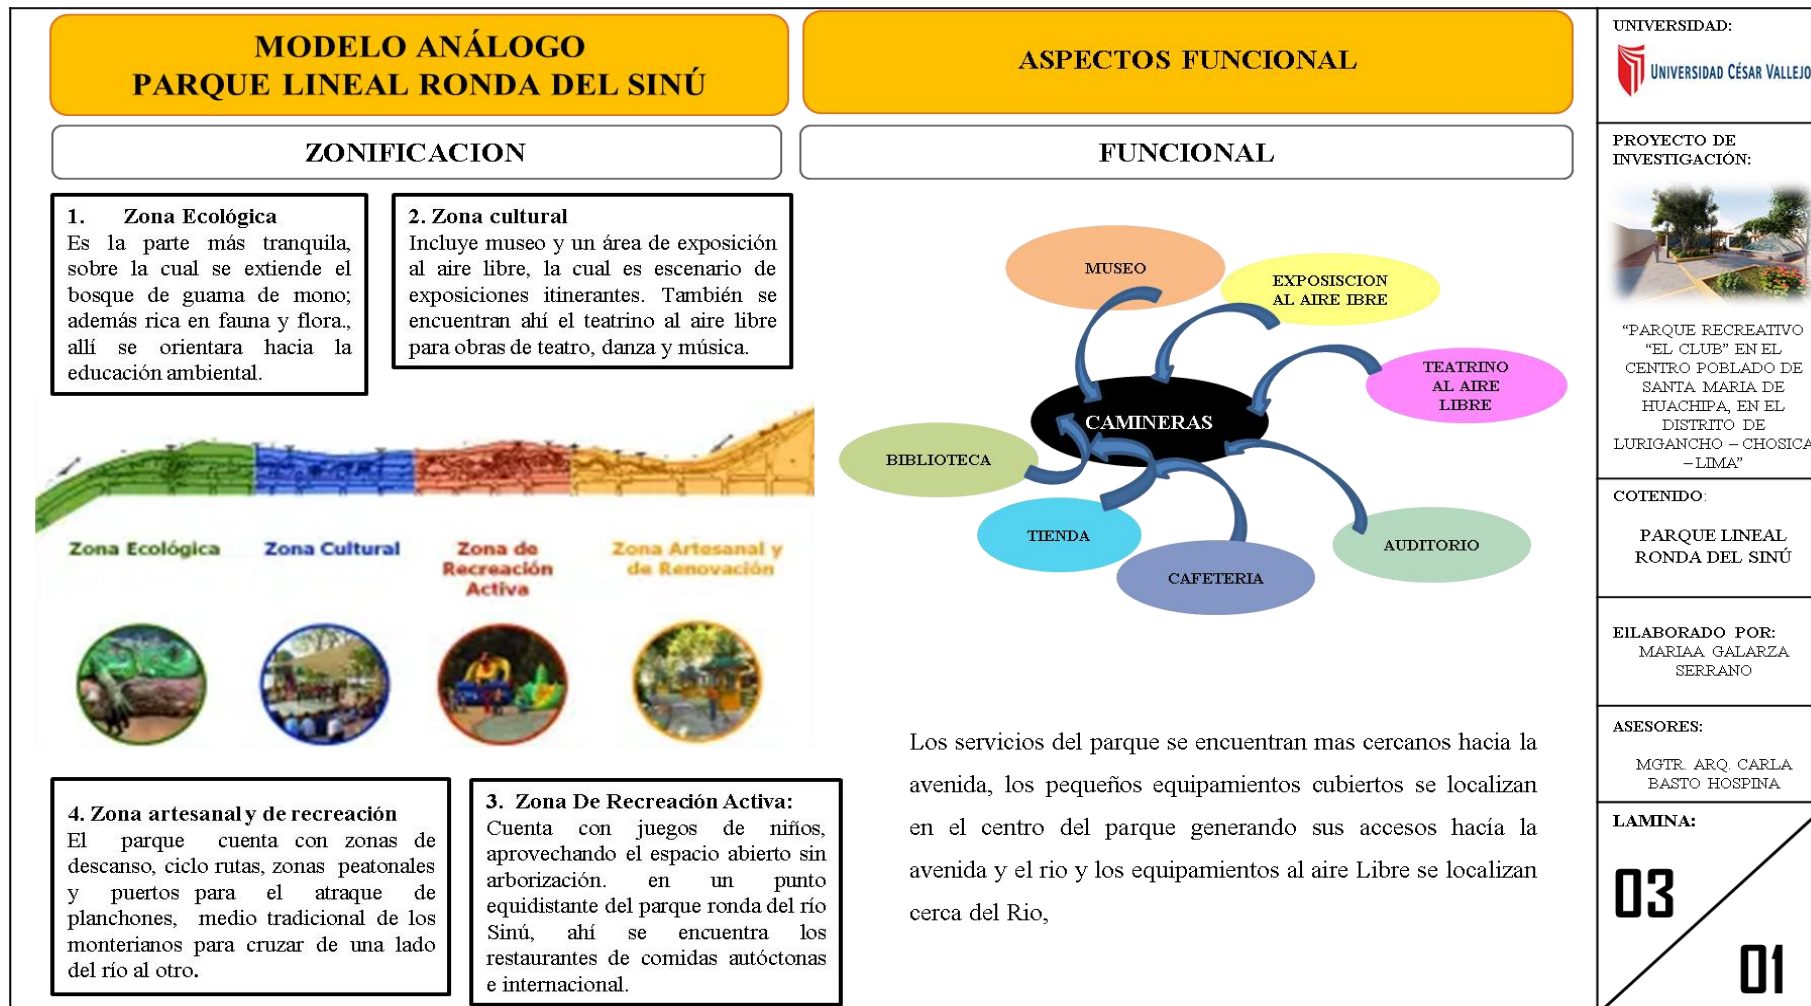 MODELO ANÁLOGO
PARQUE LINEAL RONDA DEL SINÚ
ASPECTOS FUNCIONAL
ZONIFICACION
FUNCIONAL
1. Zona Ecológica
Es la parte más tranquila,
sobre la cual se extiende el
bosque de guama de mono;
además rica en fauna y flora.,
allí se orientara hacia la
educación ambiental.
2. Zona cultural
Incluye museo y un área de exposición
al aire libre, la cual es escenario de
exposiciones itinerantes. También se
encuentran ahí el teatrino al aire libre
para obras de teatro, danza y música.
Zona Ecológica
Zona Cultural
Zona de
Recreación
Activa
Zona Artesanal y
de Renovación
4. Zona artesanal y de recreación
El parque cuenta con zonas de
descanso, ciclo rutas, zonas peatonales
y puertos para el atraque de
planchones, medio tradicional de los
monterianos para cruzar de una lado
del río al otro.
3. Zona De Recreación Activa:
Cuenta con juegos de niños,
aprovechando el espacio abierto sin
arborización. en un punto
equidistante del parque ronda del río
Sinú, ahí se encuentra los
restaurantes de comidas autóctonas
e internacional.
MUSEO
EXPOSISCION
AL AIRE IBRE
TEATRINO
AL AIRE
LIBRE
CAMINERAS
BIBLIOTECA
TIENDA
CAFETERIA
AUDITORIO
Los servicios del parque se encuentran mas cercanos hacia la
avenida, los pequeños equipamientos cubiertos se localizan
en el centro del parque generando sus accesos hacía la
avenida y el rio y los equipamientos al aire Libre se localizan
cerca del Rio,
UNIVERSIDAD:
UNIVERSIDAD CÉSAR VALLEJO
PROYECTO DE
INVESTIGACIÓN:
“PARQUE RECREATIVO
“EL CLUB” EN EL
CENTRO POBLADO DE
SANTA MARIA DE
HUACHIPA, EN EL
DISTRITO DE
LURIGANCHO – CHOSICA
– LIMA”
COTENIDO:
PARQUE LINEAL
RONDA DEL SINÚ
EILABORADO POR:
MARIAA GALARZA
SERRANO
ASESORES:
MGTR. ARQ. CARLA
BASTO HOSPINA
LAMINA:
03
01